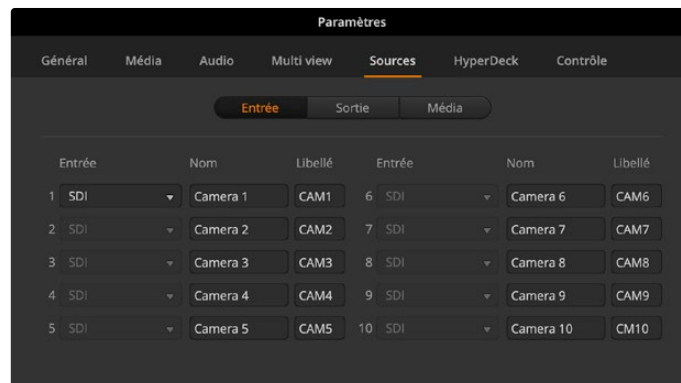 Paramètres
Général Média Audio Multi view Sources HyperDeck Contrôle
Entrée Sortie Média
Entrée Nom Libellé Entrée Nom Libellé
1 SDI Camera 1 CAM1 6 SDI Camera 6 CAM6
2 SDI Camera 2 CAM2 7 SDI Camera 7 CAM7
3 SDI Camera 3 CAM3 8 SDI Camera 8 CAM8
4 SDI Camera 4 CAM4 9 SDI Camera 9 CAM9
5 SDI Camera 5 CAM5 10 SDI Camera 10 CM10